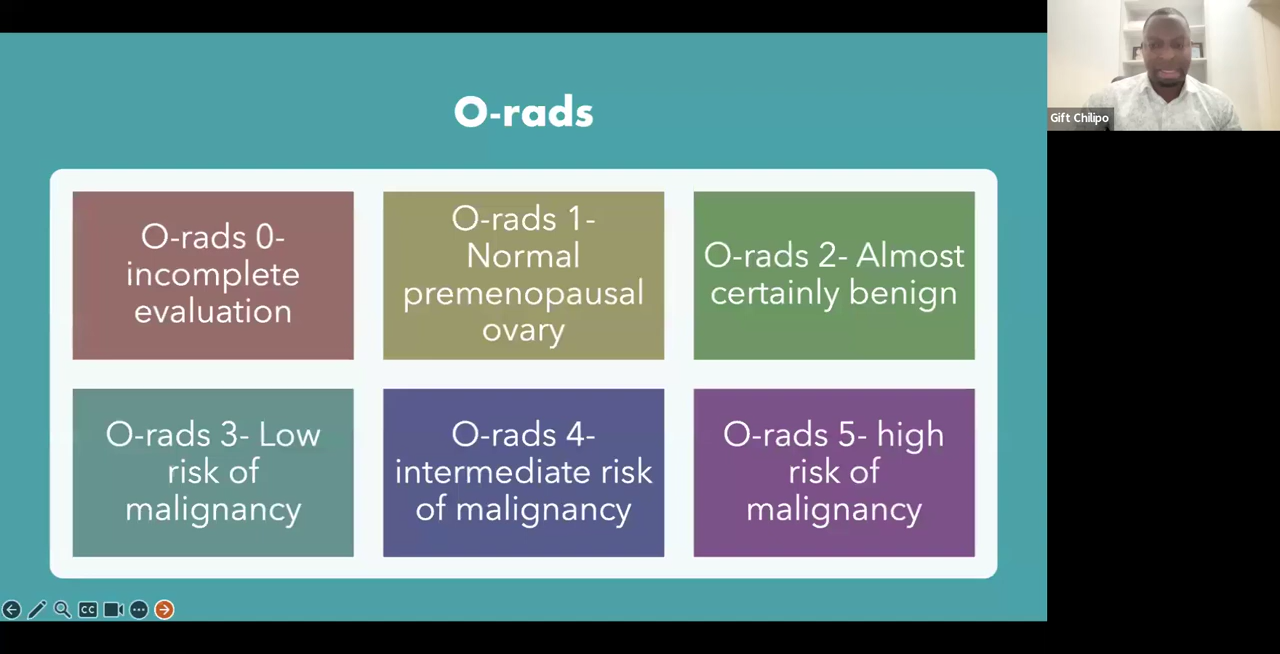 O-rads
O-rads 0-
incomplete
evaluation
O-rads 1-
Normal
premenopausal
ovary
O-rads 2- Almost
certainly benign
O-rads 3- Low
risk of
malignancy
O-rads 4-
intermediate risk
of malignancy
O-rads 5- high
risk of
malignancy
Gift Chilipo
CC